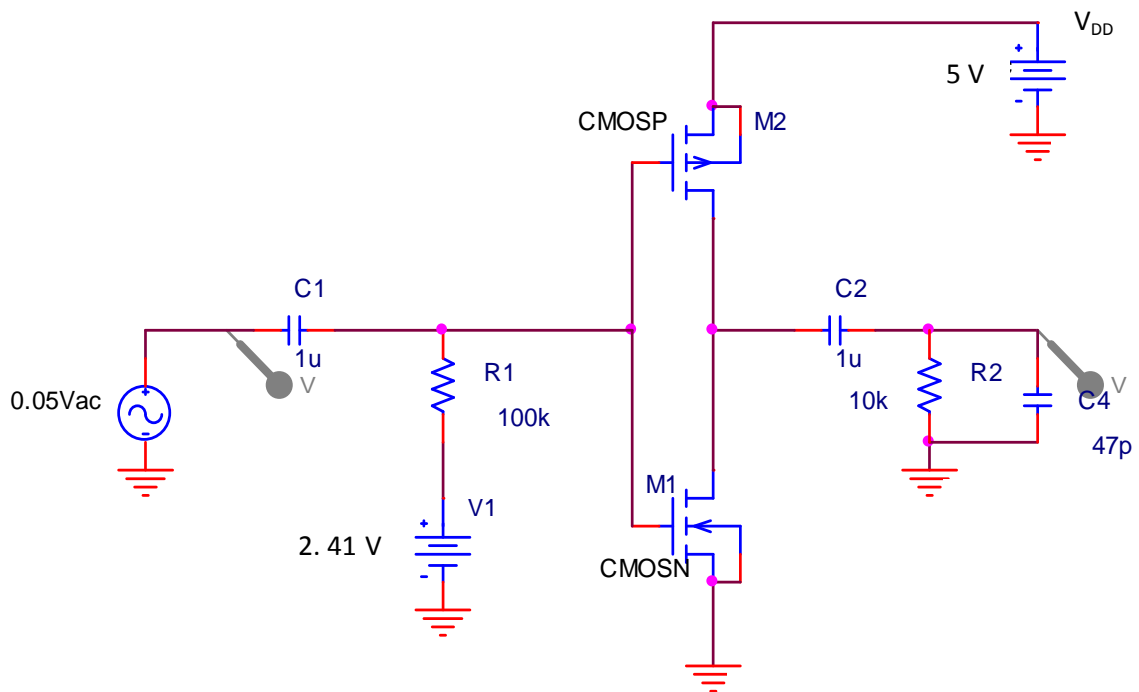 V_DD
5 V
CMOSP
M2
C1
C2
1u
1u
R1
R2
V
V
0.05Vac
10k
C4
100k
47p
M1
V1
2. 41 V
CMOSN